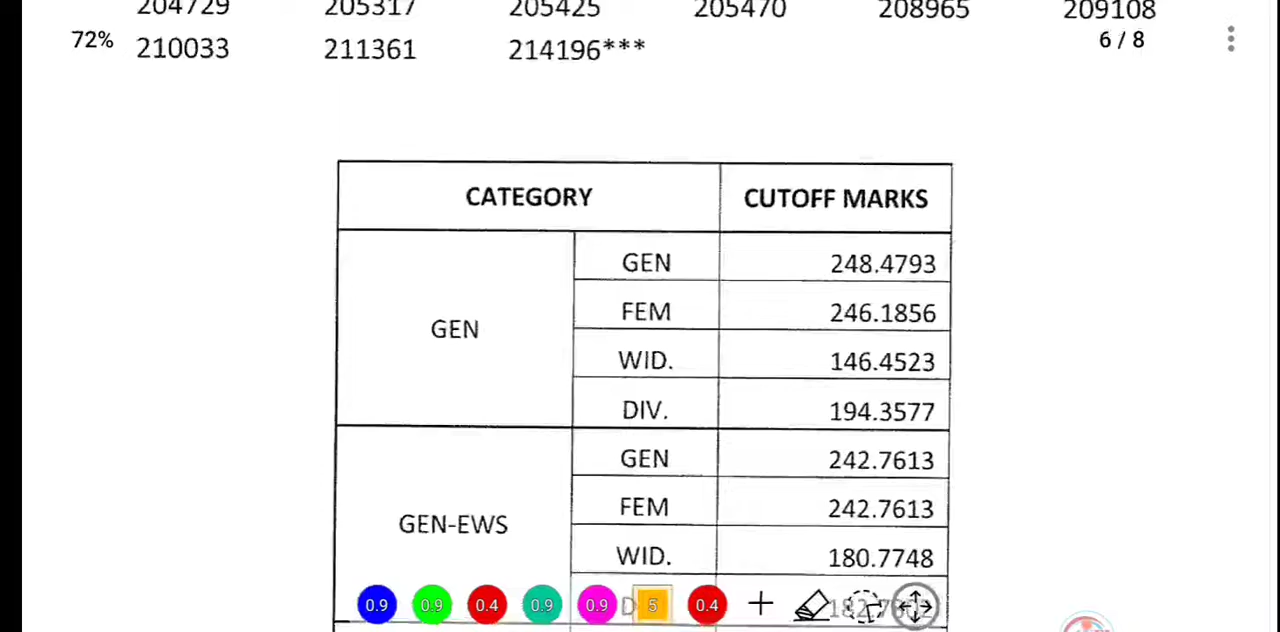 204729 205317 205425 205470 208965 209108
72% 210033 211361 214196*** 6 / 8
CATEGORY CUTOFF MARKS
GEN GEN 248.4793
FEM 246.1856
WID. 146.4523
DIV. 194.3577
GEN-EWS GEN 242.7613
FEM 242.7613
WID. 180.7748
0.9 0.9 0.4 0.9 0.9 5 0.4